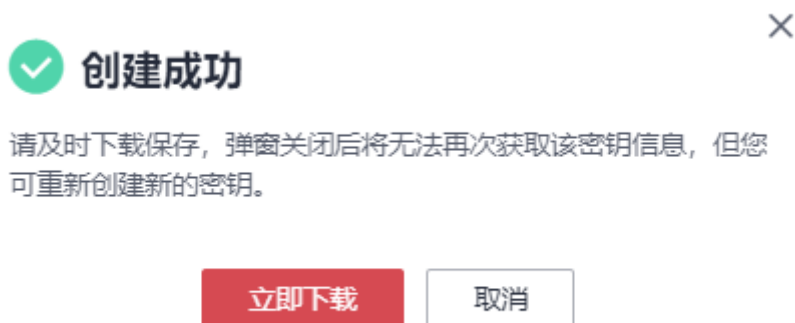 创建成功
请及时下载保存，弹窗关闭后将无法再次获取该密钥信息，但您
可重新创建新的密钥。
立即下载
取消